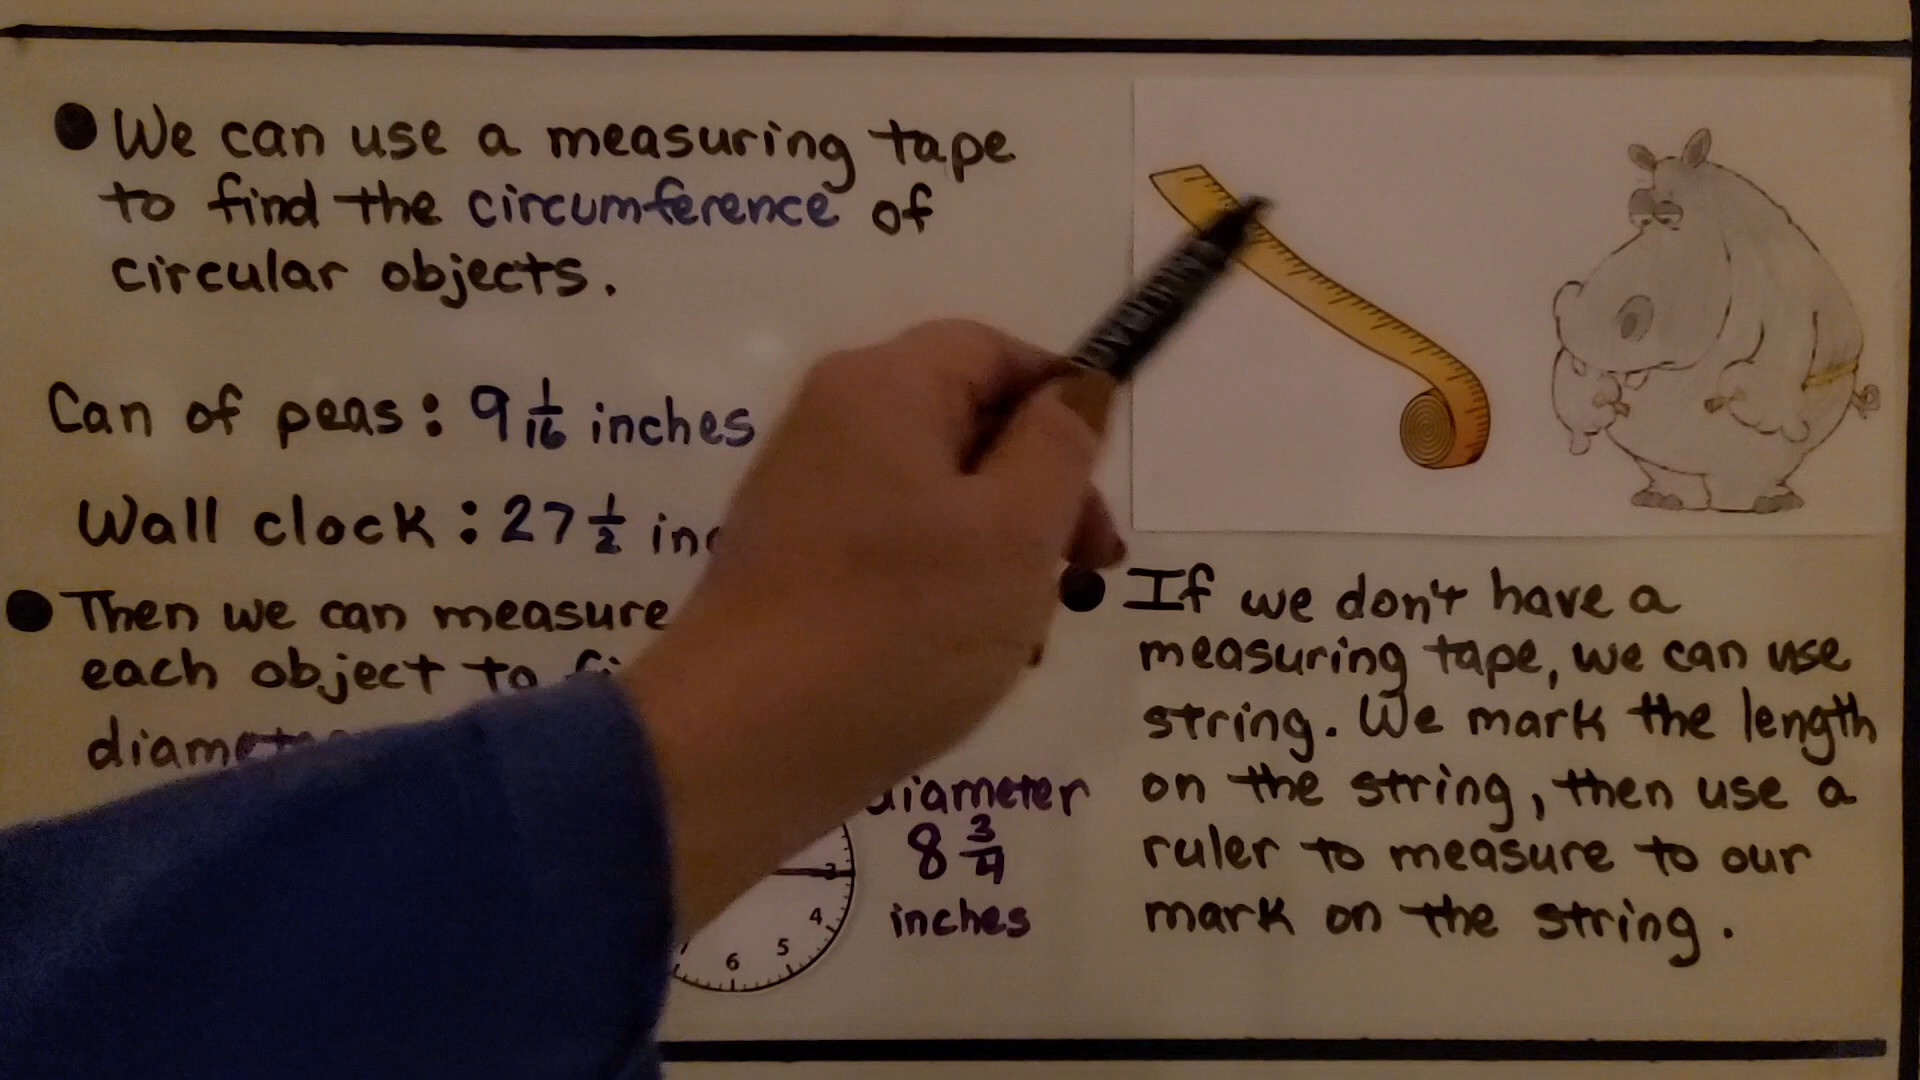 We can use a measuring tape
to find the circumference of
circular objects.
Can of peas: 9 1/16 inches
Wall clock: 27 1/2
Then we can measure
each object to
diameter
8 3/4
inches
3
4
5
6
If we don't have a
measuring tape, we can use
string. We mark the length
on the string, then use a
ruler to measure to our
mark on the string.